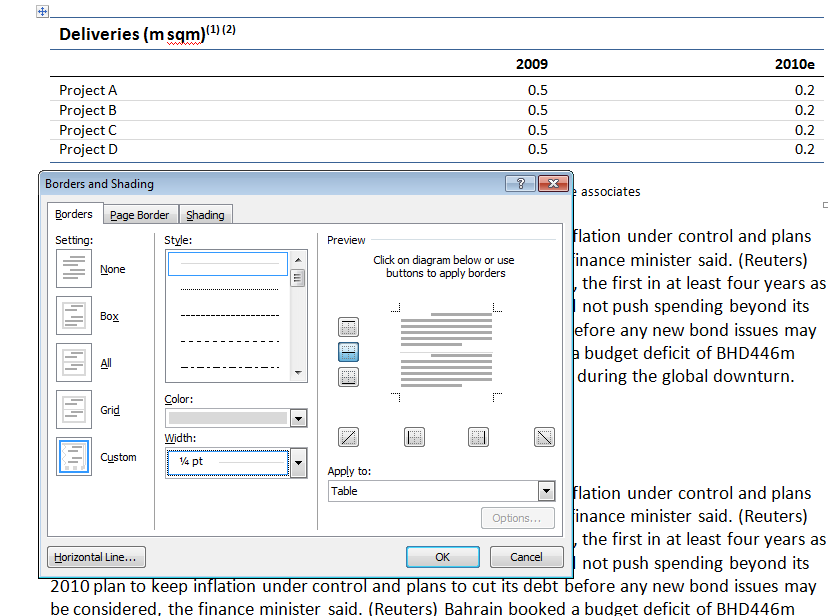 Deliveries (m sqm)(1) (2)
2009 2010e
Project A 0.5 0.2
Project B 0.5 0.2
Project C 0.5 0.2
Project D 0.5 0.2
Borders and Shading
e associates
Borders Page Border Shading
Setting:
None
Box
All
Grid
Custom
Style:
Color:
Width:
¼ pt
Preview
Click on diagram below or use
buttons to apply borders
Apply to:
Table
Options...
Horizontal Line...
OK
Cancel
flation under control and plans
finance minister said. (Reuters)
, the first in at least four years as
not push spending beyond its
efore any new bond issues may
a budget deficit of BHD446m
during the global downturn.
flation under control and plans
finance minister said. (Reuters)
, the first in at least four years as
not push spending beyond its
2010 plan to keep inflation under control and plans to cut its debt before any new bond issues may
be considered, the finance minister said. (Reuters) Bahrain booked a budget deficit of BHD446m